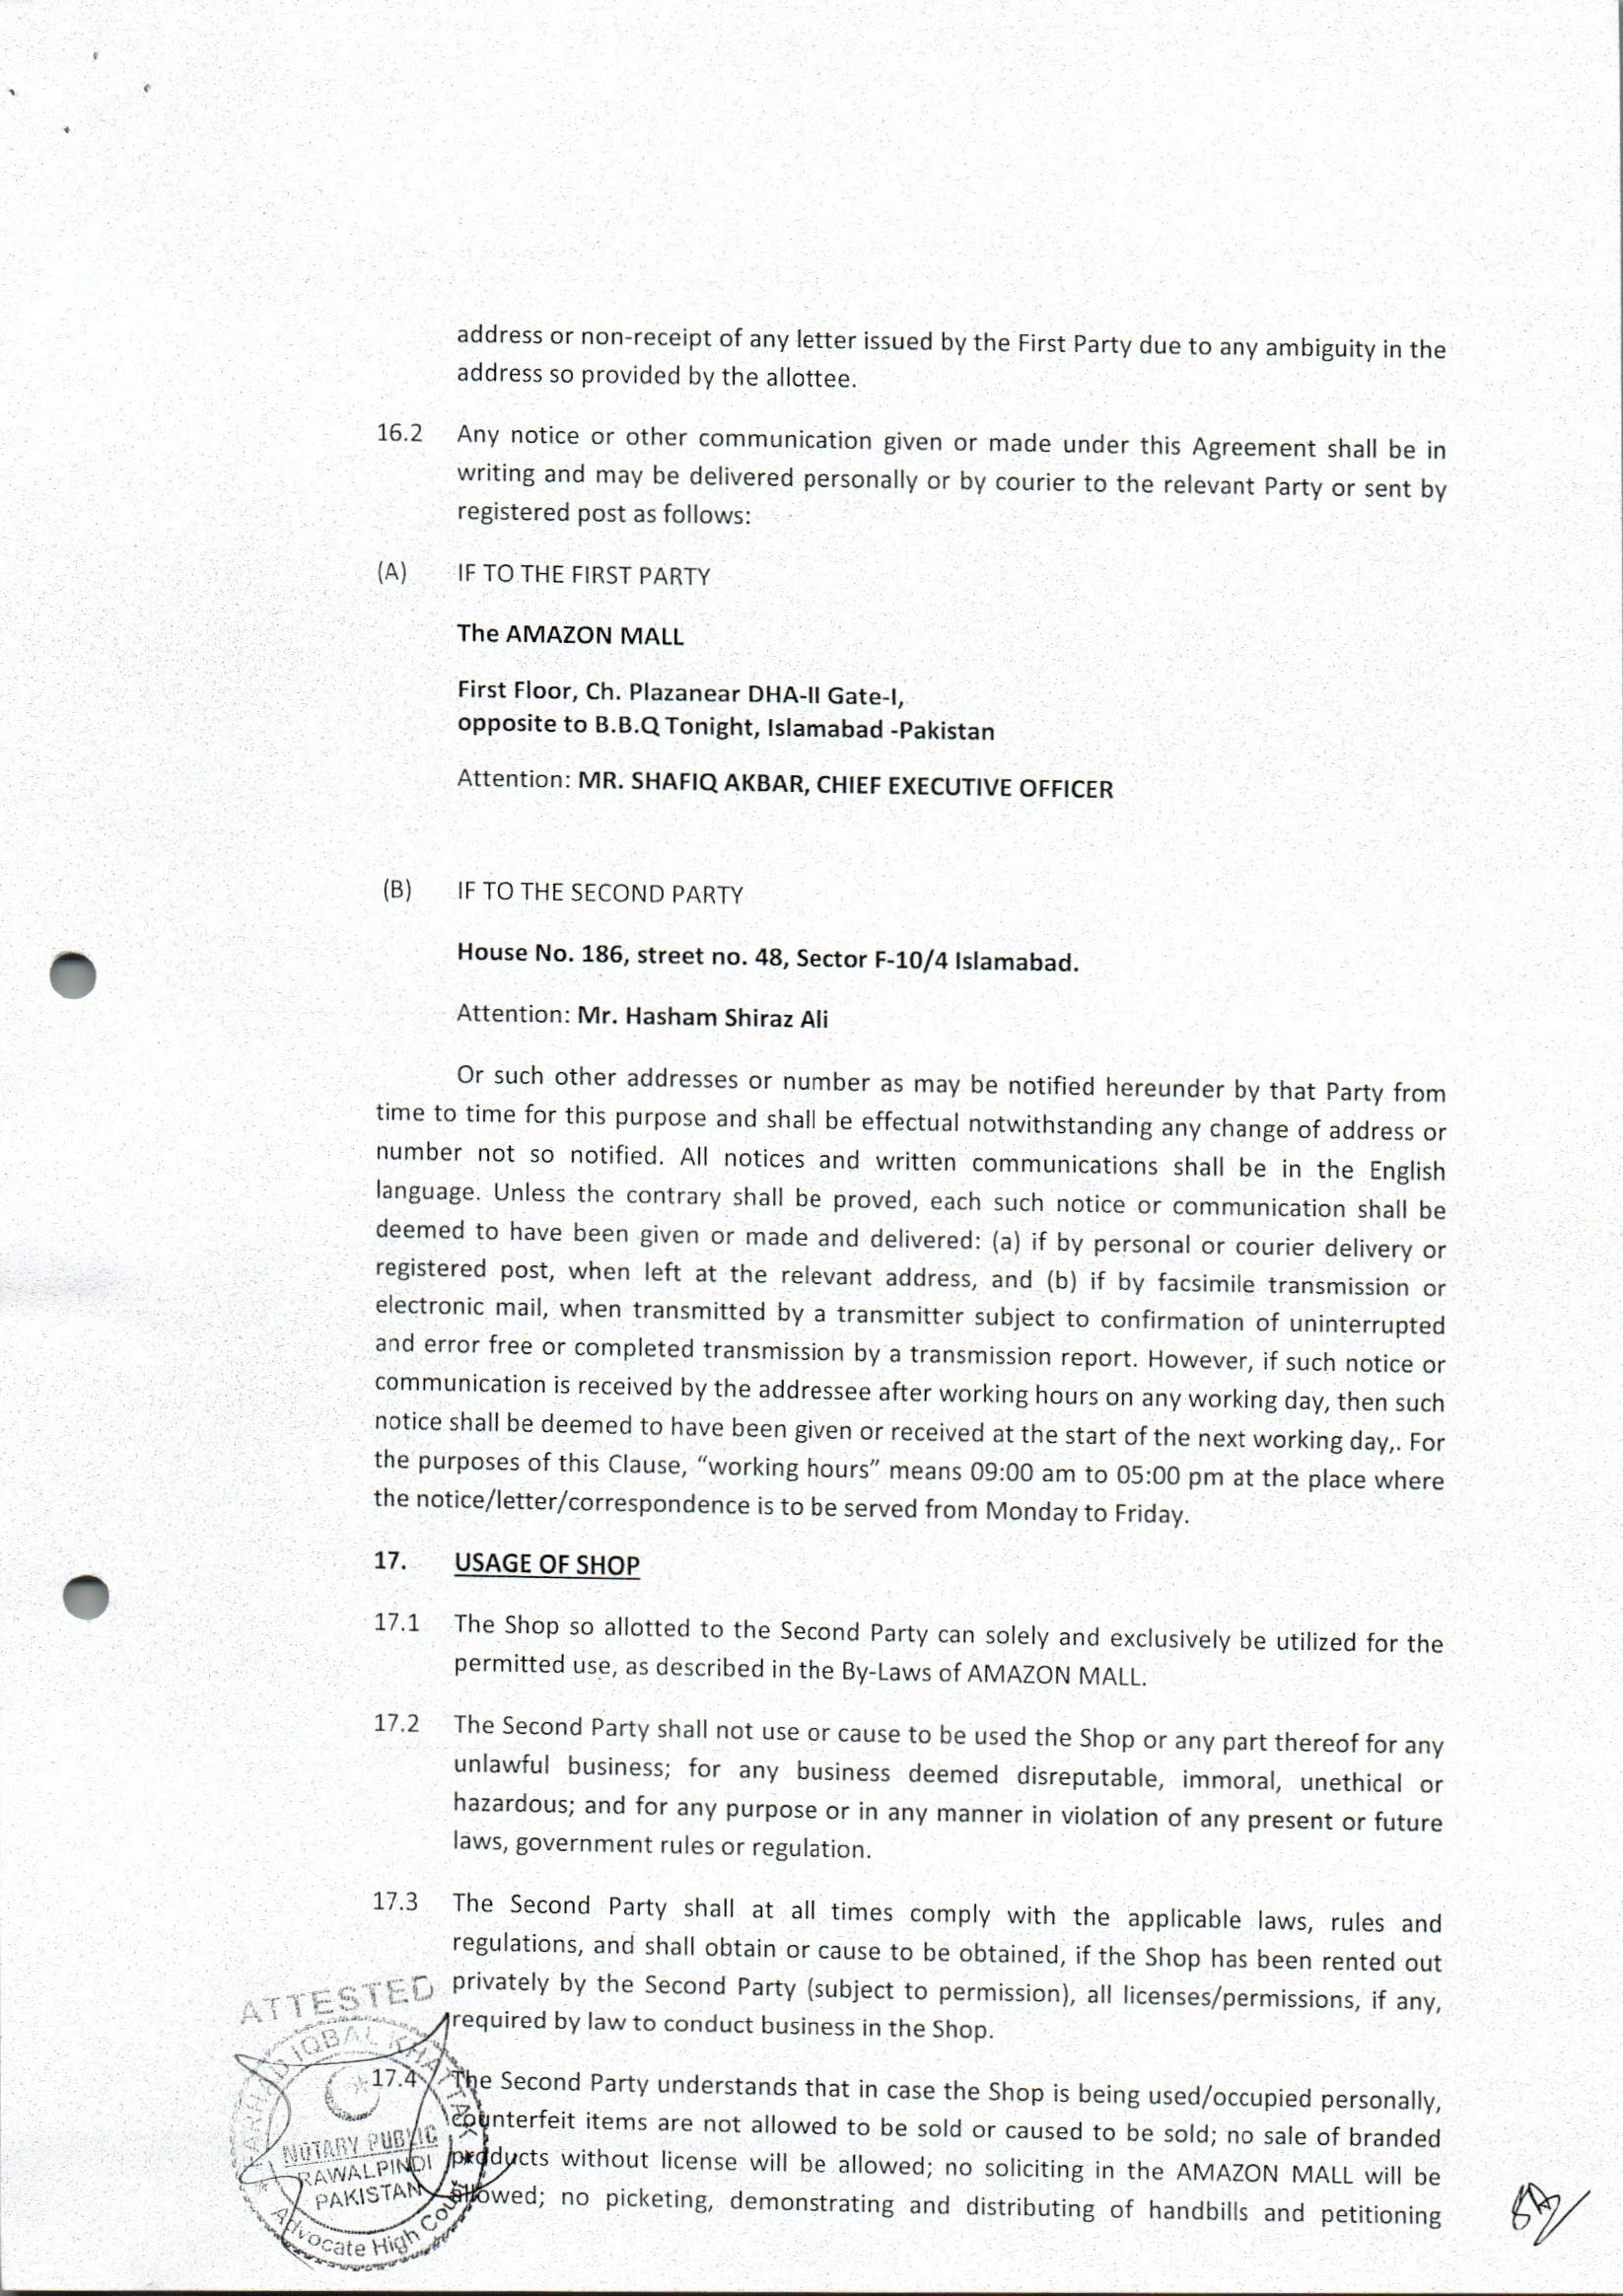 address or non-receipt of any letter issued by the First Party due to any ambiguity in the
address so provided by the allottee.
16.2 Any notice or other communication given or made under this Agreement shall be in
writing and may be delivered personally or by courier to the relevant Party or sent by
registered post as follows:
(A) IF TO THE FIRST PARTY
The AMAZON MALL
First Floor, Ch. Plazanear DHA-II Gate-I,
opposite to B.B.Q Tonight, Islamabad -Pakistan
Attention: MR. SHAFIQ AKBAR, CHIEF EXECUTIVE OFFICER
(B) IF TO THE SECOND PARTY
House No. 186, street no. 48, Sector F-10/4 Islamabad.
Attention: Mr. Hasham Shiraz Ali
Or such other addresses or number as may be notified hereunder by that Party from
time to time for this purpose and shall be effectual notwithstanding any change of address or
number not so notified. All notices and written communications shall be in the English
language. Unless the contrary shall be proved, each such notice or communication shall be
deemed to have been given or made and delivered: (a) if by personal or courier delivery or
registered post, when left at the relevant address, and (b) if by facsimile transmission or
electronic mail, when transmitted by a transmitter subject to confirmation of uninterrupted
and error free or completed transmission by a transmission report. However, if such notice or
communication is received by the addressee after working hours on any working day, then such
notice shall be deemed to have been given or received at the start of the next working day,. For
the purposes of this Clause, “working hours” means 09:00 am to 05:00 pm at the place where
the notice/letter/correspondence is to be served from Monday to Friday.
17. USAGE OF SHOP
17.1 The Shop so allotted to the Second Party can solely and exclusively be utilized for the
permitted use, as described in the By-Laws of AMAZON MALL.
17.2 The Second Party shall not use or cause to be used the Shop or any part thereof for any
unlawful business; for any business deemed disreputable, immoral, unethical or
hazardous; and for any purpose or in any manner in violation of any present or future
laws, government rules or regulation.
17.3 The Second Party shall at all times comply with the applicable laws, rules and
regulations, and shall obtain or cause to be obtained, if the Shop has been rented out
privately by the Second Party (subject to permission), all licenses/permissions, if any,
required by law to conduct business in the Shop.
17.4 The Second Party understands that in case the Shop is being used/occupied personally,
counterfeit items are not allowed to be sold or caused to be sold; no sale of branded
products without license will be allowed; no soliciting in the AMAZON MALL will be
allowed; no picketing, demonstrating and distributing of handbills and petitioning
ATTESTED
IQBAL KHATTAK
NOTARY PUBLIC
RAWALPINDI
PAKISTAN
Advocate High Court